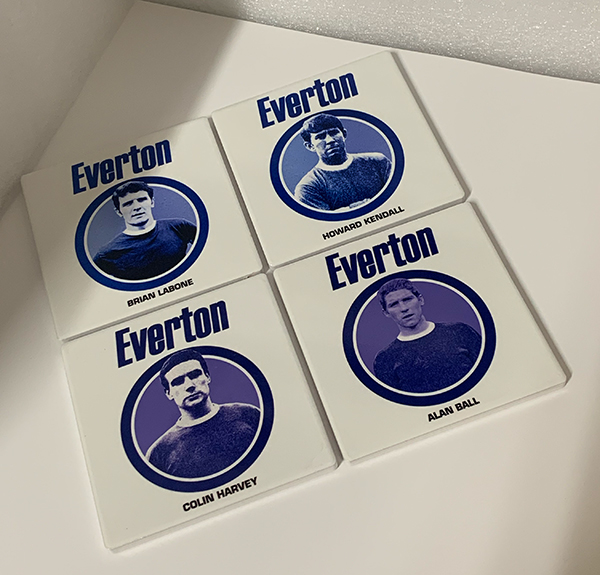 Everton
BRIAN LABONE
Everton
HOWARD KENDALL
Everton
COLIN HARVEY
Everton
ALAN BALL